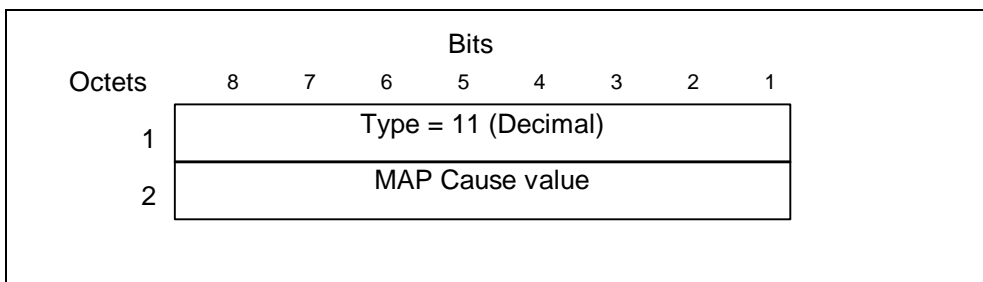 Bits
Octets 8 7 6 5 4 3 2 1
1 Type = 11 (Decimal)
2 MAP Cause value